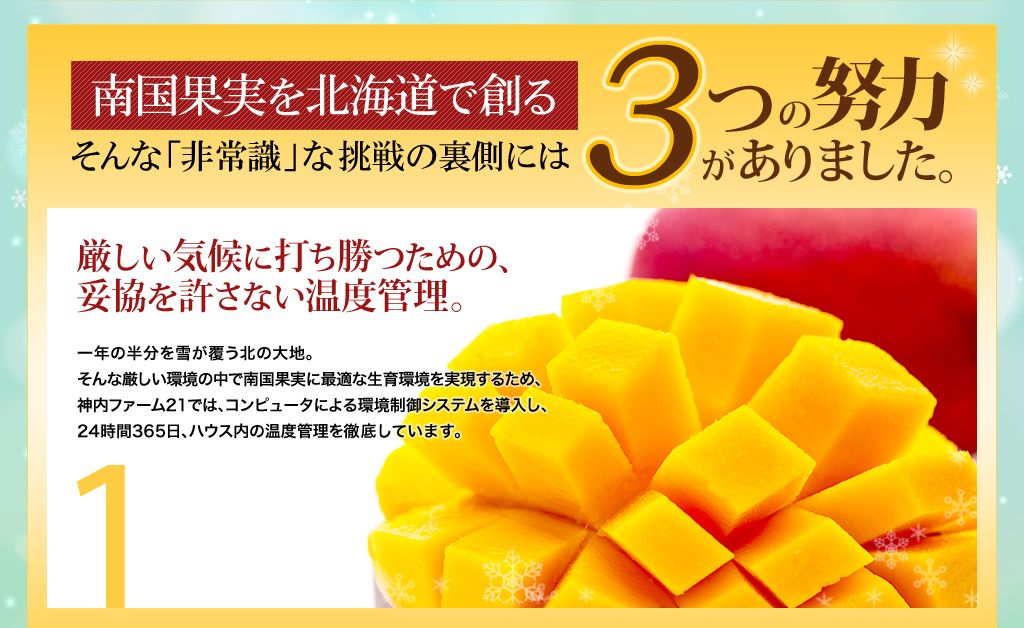 南国果実を北海道で創る
そんな「非常識」な挑戦の裏側には
3つの努力
がありました。
厳しい気候に打ち勝つための、
妥協を許さない温度管理。
一年の半分を雪が覆う北の大地。
そんな厳しい環境の中で南国果実に最適な生育環境を実現するため、
神内ファーム21では、コンピュータによる環境制御システムを導入し、
24時間365日、ハウス内の温度管理を徹底しています。
1